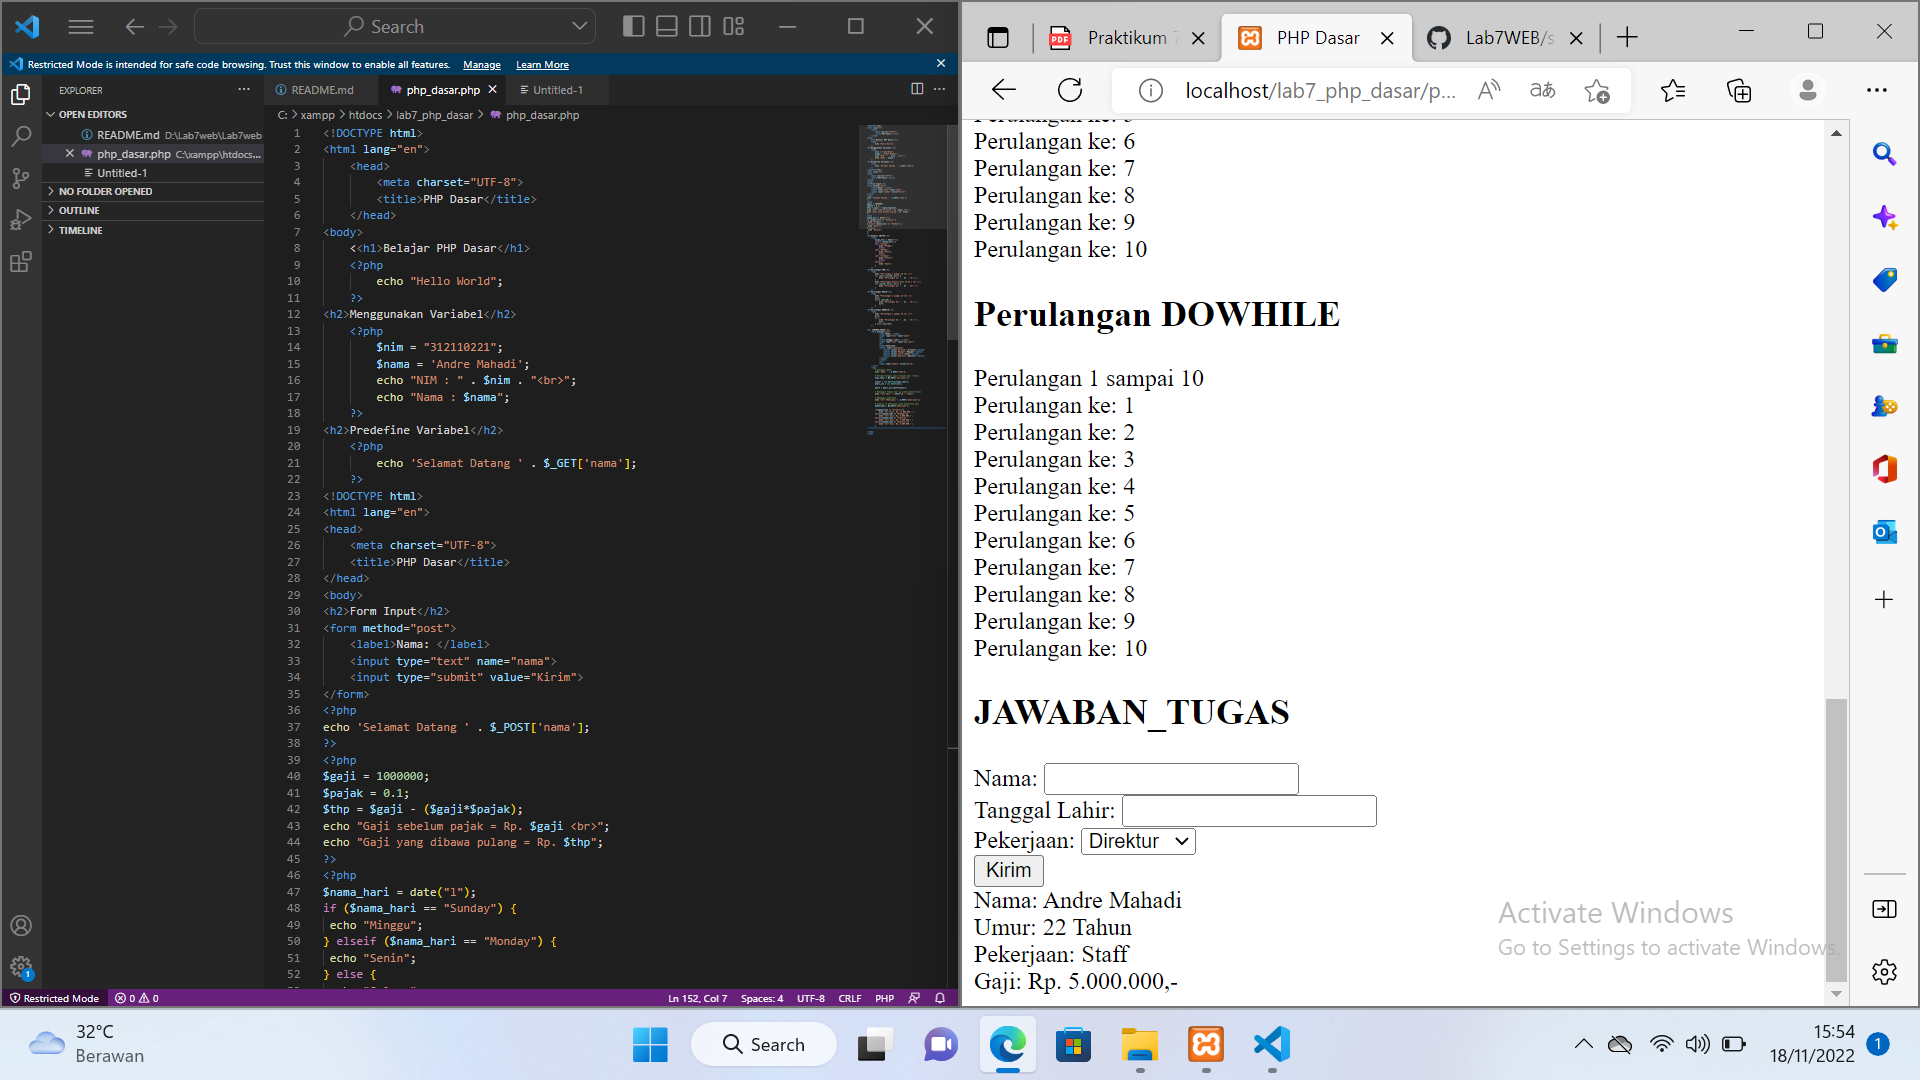 Search
Restricted Mode is intended for safe code browsing. Trust this window to enable all features. Manage Learn More
EXPLORER
OPEN EDITORS
README.md D:\Lab7web\Lab7web
php_dasar.php C:\xampp\htdocs...
Untitled-1
NO FOLDER OPENED
OUTLINE
TIMELINE
README.md php_dasar.php Untitled-1
C: > xampp > htdocs > lab7_php_dasar > php_dasar.php
1 <!DOCTYPE html>
2 <html lang="en">
3 <head>
4 <meta charset="UTF-8">
5 <title>PHP Dasar</title>
6 </head>
7 <body>
8 <<h1>Belajar PHP Dasar</h1>
9 <?php
10 echo "Hello World";
11 ?>
12 <h2>Menggunakan Variabel</h2>
13 <?php
14 $nim = "312110221";
15 $nama = 'Andre Mahadi';
16 echo "NIM : " . $nim . "<br>";
17 echo "Nama : $nama";
18 ?>
19 <h2>Predefine Variabel</h2>
20 <?php
21 echo 'Selamat Datang ' . $_GET['nama'];
22 ?>
23 <!DOCTYPE html>
24 <html lang="en">
25 <head>
26 <meta charset="UTF-8">
27 <title>PHP Dasar</title>
28 </head>
29 <body>
30 <h2>Form Input</h2>
31 <form method="post">
32 <label>Nama: </label>
33 <input type="text" name="nama">
34 <input type="submit" value="Kirim">
35 </form>
36 <?php
37 echo 'Selamat Datang ' . $_POST['nama'];
38 ?>
39 <?php
40 $gaji = 1000000;
41 $pajak = 0.1;
42 $thp = $gaji - ($gaji*$pajak);
43 echo "Gaji sebelum pajak = Rp. $gaji <br>";
44 echo "Gaji yang dibawa pulang = Rp. $thp";
45 ?>
46 <?php
47 $nama_hari = date("l");
48 if ($nama_hari == "Sunday") {
49 echo "Minggu";
50 } elseif ($nama_hari == "Monday") {
51 echo "Senin";
52 } else {
Restricted Mode 0 0 Ln 152, Col 7 Spaces: 4 UTF-8 CRLF PHP
Praktikum 7 PHP Dasar Lab7WEB/s
localhost/lab7_php_dasar/p...
Perulangan ke: 6
Perulangan ke: 7
Perulangan ke: 8
Perulangan ke: 9
Perulangan ke: 10
Perulangan DOWHILE
Perulangan 1 sampai 10
Perulangan ke: 1
Perulangan ke: 2
Perulangan ke: 3
Perulangan ke: 4
Perulangan ke: 5
Perulangan ke: 6
Perulangan ke: 7
Perulangan ke: 8
Perulangan ke: 9
Perulangan ke: 10
JAWABAN_TUGAS
Nama:
Tanggal Lahir:
Pekerjaan: Direktur
Kirim
Nama: Andre Mahadi
Umur: 22 Tahun
Pekerjaan: Staff
Gaji: Rp. 5.000.000,-
Activate Windows
Go to Settings to activate Windows.
32°C
Berawan
Search
15:54
18/11/2022
1